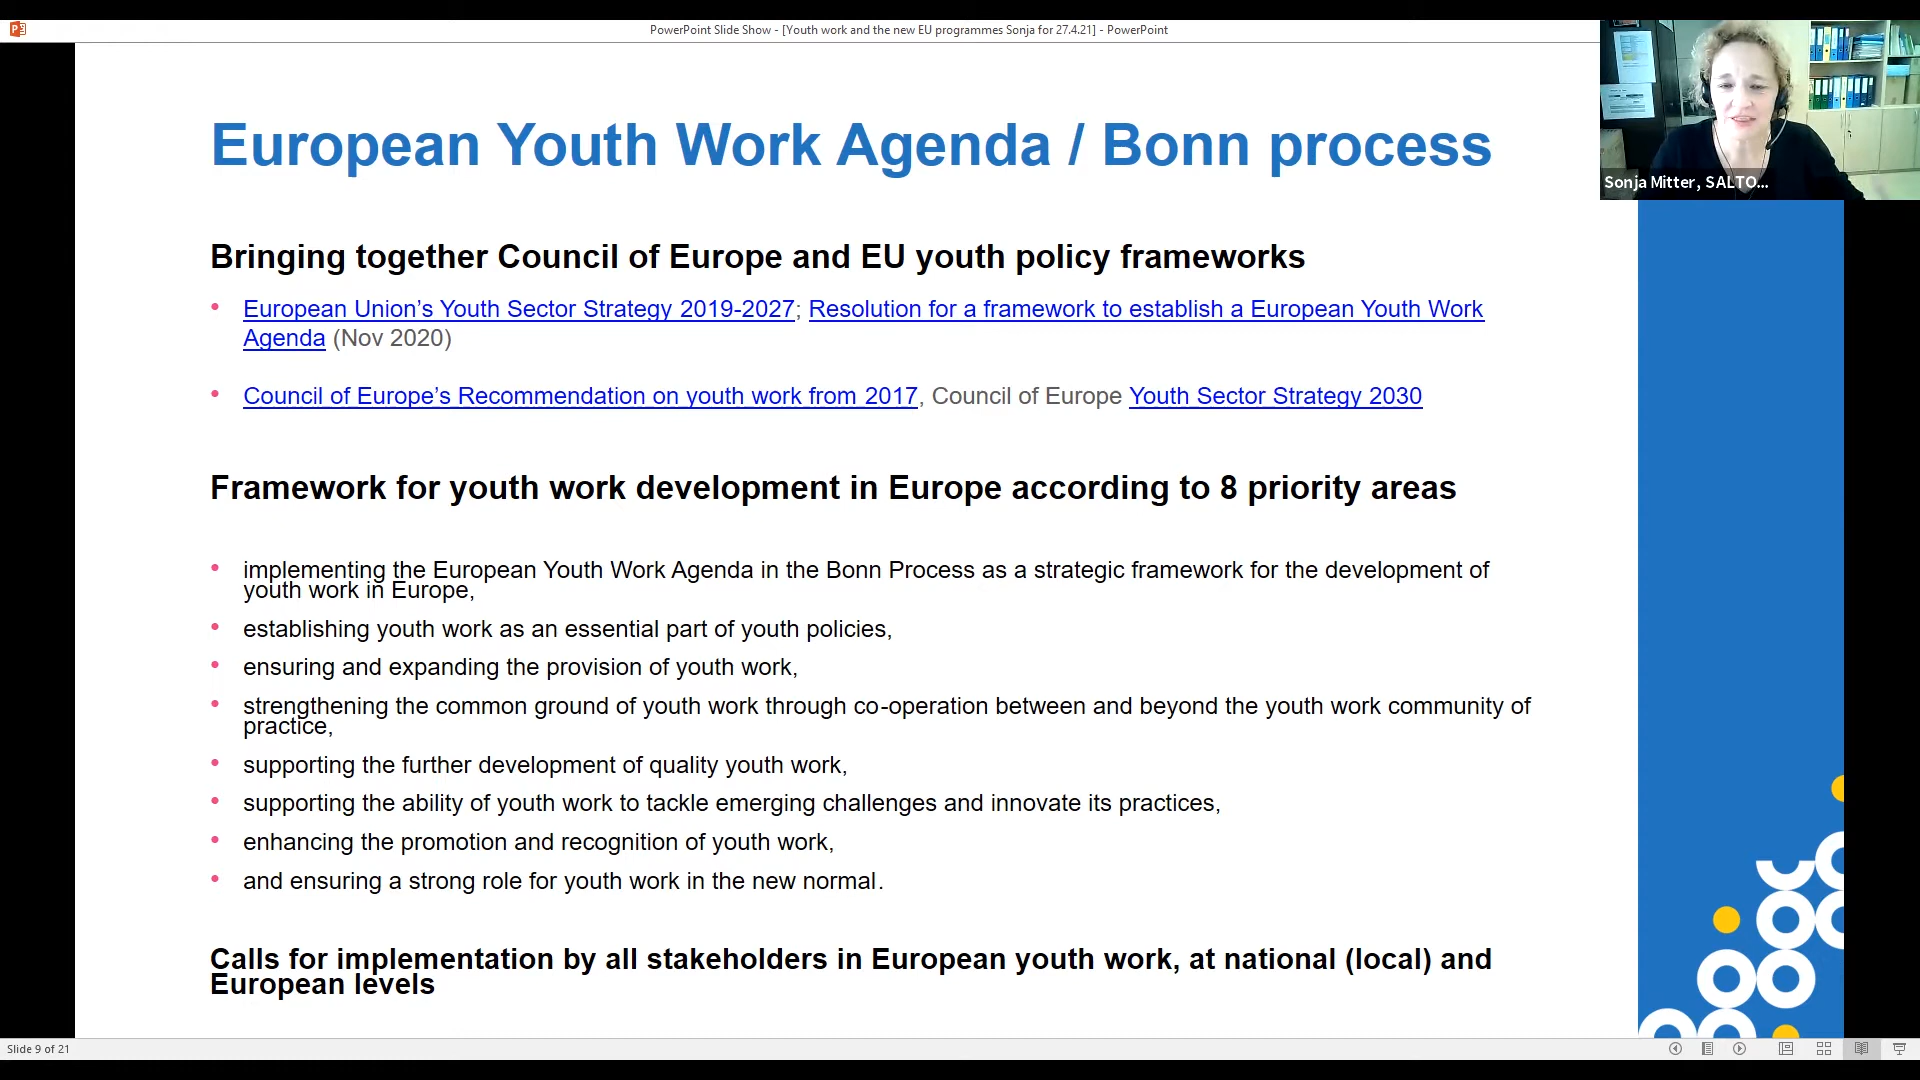 PowerPoint Slide Show - [Youth work and the new EU programmes Sonja for 27.4.21] - PowerPoint
Sonja Mitter, SALTO...
European Youth Work Agenda / Bonn process
Bringing together Council of Europe and EU youth policy frameworks
• European Union’s Youth Sector Strategy 2019-2027; Resolution for a framework to establish a European Youth Work
Agenda (Nov 2020)
• Council of Europe’s Recommendation on youth work from 2017, Council of Europe Youth Sector Strategy 2030
Framework for youth work development in Europe according to 8 priority areas
• implementing the European Youth Work Agenda in the Bonn Process as a strategic framework for the development of
youth work in Europe,
• establishing youth work as an essential part of youth policies,
• ensuring and expanding the provision of youth work,
• strengthening the common ground of youth work through co-operation between and beyond the youth work community of
practice,
• supporting the further development of quality youth work,
• supporting the ability of youth work to tackle emerging challenges and innovate its practices,
• enhancing the promotion and recognition of youth work,
• and ensuring a strong role for youth work in the new normal.
Calls for implementation by all stakeholders in European youth work, at national (local) and
European levels
Slide 9 of 21